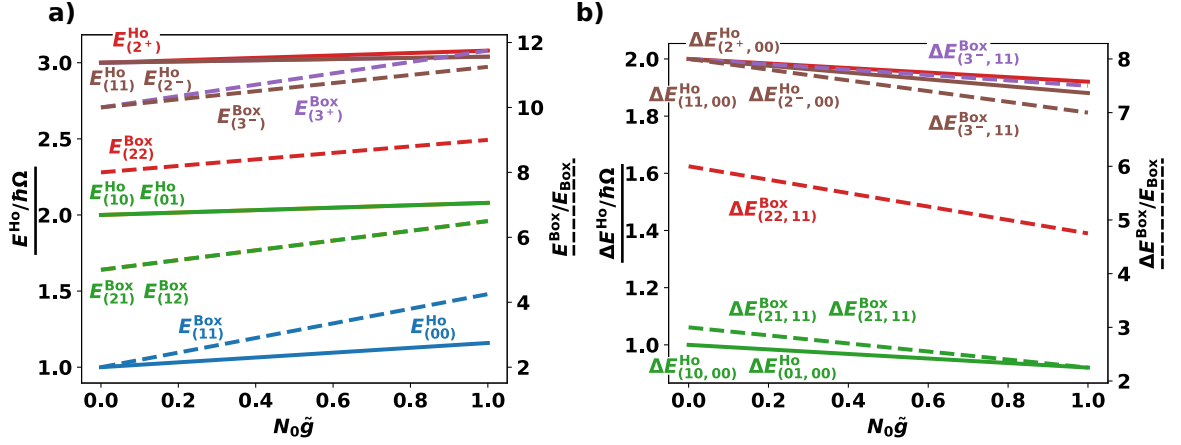 a)
E^Ho/ℏΩ
3.0
2.5
2.0
1.5
1.0
E^Ho_(2⁺)
E^Ho_(11) E^Ho_(2⁻)
E^Box_(3⁻) E^Box_(3⁺)
E^Box_(22)
E^Ho_(10) E^Ho_(01)
E^Box_(21) E^Box_(12)
E^Box_(11) E^Ho_(00)
12
10
8
6
4
2
E^Box/E_Box
0.0 0.2 0.4 0.6 0.8 1.0
N₀g̃
b)
ΔE^Ho/ℏΩ
2.0
1.8
1.6
1.4
1.2
1.0
ΔE^Ho_(2⁺,00) ΔE^Box_(3⁻,11)
ΔE^Ho_(11,00) ΔE^Ho_(2⁻,00)
ΔE^Box_(3⁻,11)
ΔE^Box_(22,11)
ΔE^Box_(21,11) ΔE^Box_(21,11)
ΔE^Ho_(10,00) ΔE^Ho_(01,00)
8
7
6
5
4
3
2
ΔE^Box/E_Box
0.0 0.2 0.4 0.6 0.8 1.0
N₀g̃